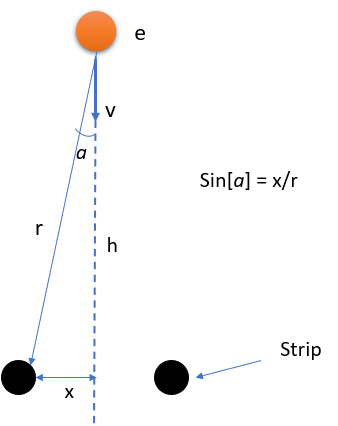 e
v
a
Sin[a] = x/r
r
h
Strip
x